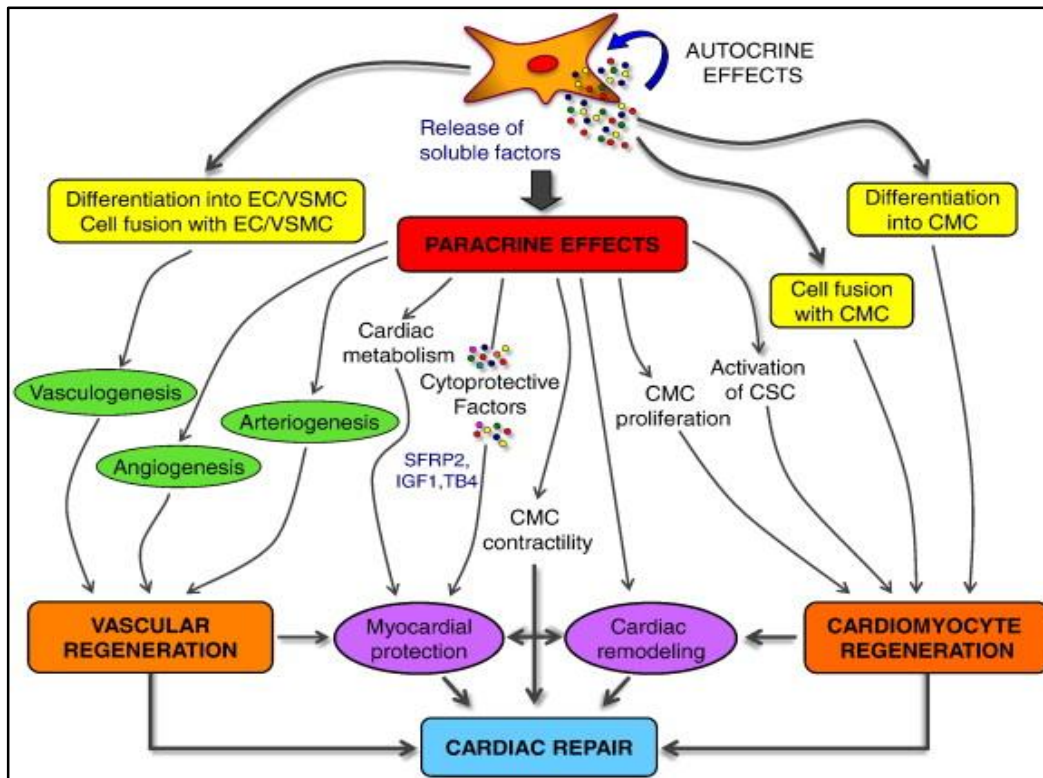 AUTOCRINE
EFFECTS
Release of
soluble factors
Differentiation into EC/VSMC
Cell fusion with EC/VSMC
PARACRINE EFFECTS
Differentiation
into CMC
Cell fusion
with CMC
Cardiac
metabolism
Cytoprotective
Factors
SFRP2,
IGF1,TB4
CMC
contractility
CMC
proliferation
Activation
of CSC
Vasculogenesis
Angiogenesis
Arteriogenesis
VASCULAR
REGENERATION
Myocardial
protection
Cardiac
remodeling
CARDIOMYOCYTE
REGENERATION
CARDIAC REPAIR